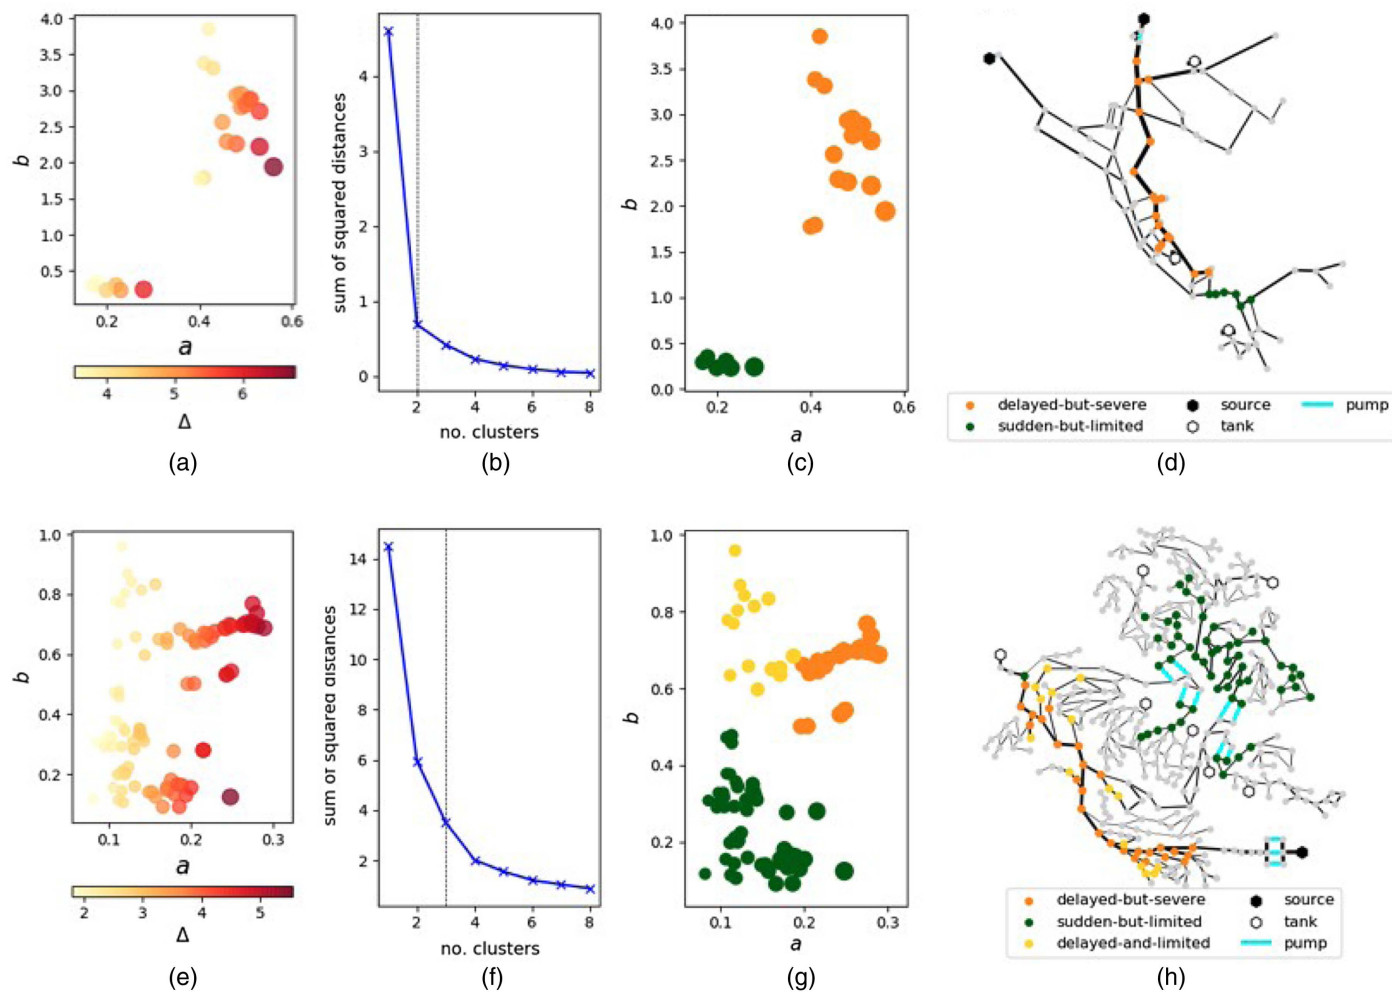 4.0
3.5
3.0
2.5
2.0
1.5
1.0
0.5
b
0.2
0.4
0.6
a
4
5
6
Δ
(a)
4
3
2
1
0
sum of squared distances
2
4
6
8
no. clusters
(b)
4.0
3.5
3.0
2.5
2.0
1.5
1.0
0.5
0.0
b
0.2
0.4
0.6
a
(c)
delayed-but-severe
sudden-but-limited
source
tank
pump
(d)
1.0
0.8
0.6
0.4
0.2
b
0.1
0.2
0.3
a
2
3
4
5
Δ
(e)
14
12
10
8
6
4
2
sum of squared distances
2
4
6
8
no. clusters
(f)
1.0
0.8
0.6
0.4
0.2
b
0.1
0.2
0.3
a
(g)
delayed-but-severe
sudden-but-limited
delayed-and-limited
source
tank
pump
(h)